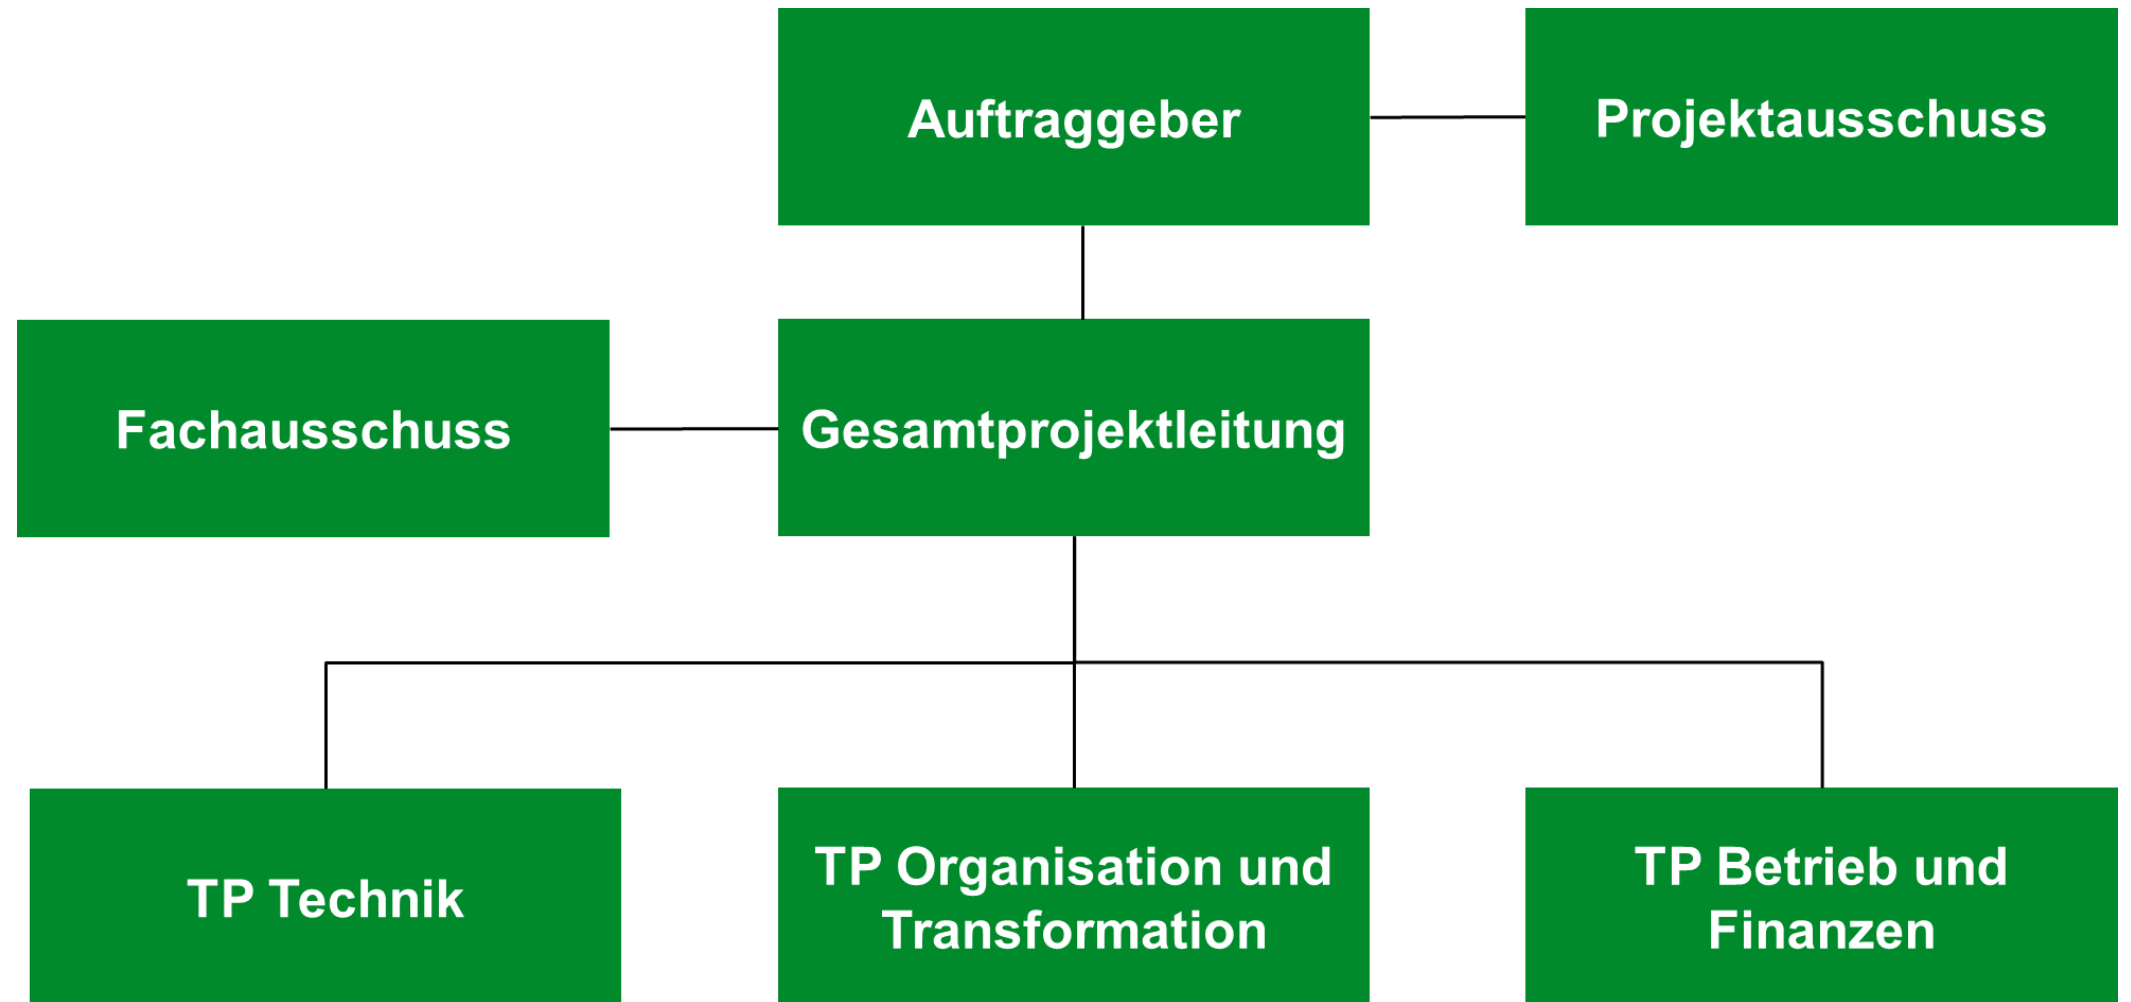 Auftraggeber
Projektausschuss
Fachausschuss
Gesamtprojektleitung
TP Technik
TP Organisation und
Transformation
TP Betrieb und
Finanzen